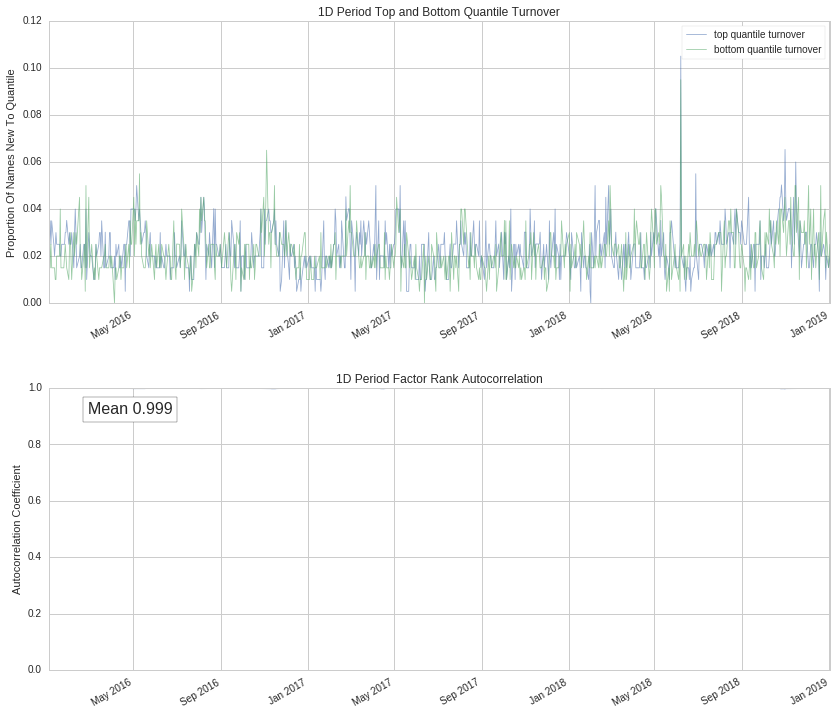 1D Period Top and Bottom Quantile Turnover
0.12
0.10
0.08
0.06
0.04
0.02
0.00
Proportion Of Names New To Quantile
top quantile turnover
bottom quantile turnover
May 2016
Sep 2016
Jan 2017
May 2017
Sep 2017
Jan 2018
May 2018
Sep 2018
Jan 2019
1D Period Factor Rank Autocorrelation
1.0
0.8
0.6
0.4
0.2
0.0
Autocorrelation Coefficient
Mean 0.999
May 2016
Sep 2016
Jan 2017
May 2017
Sep 2017
Jan 2018
May 2018
Sep 2018
Jan 2019